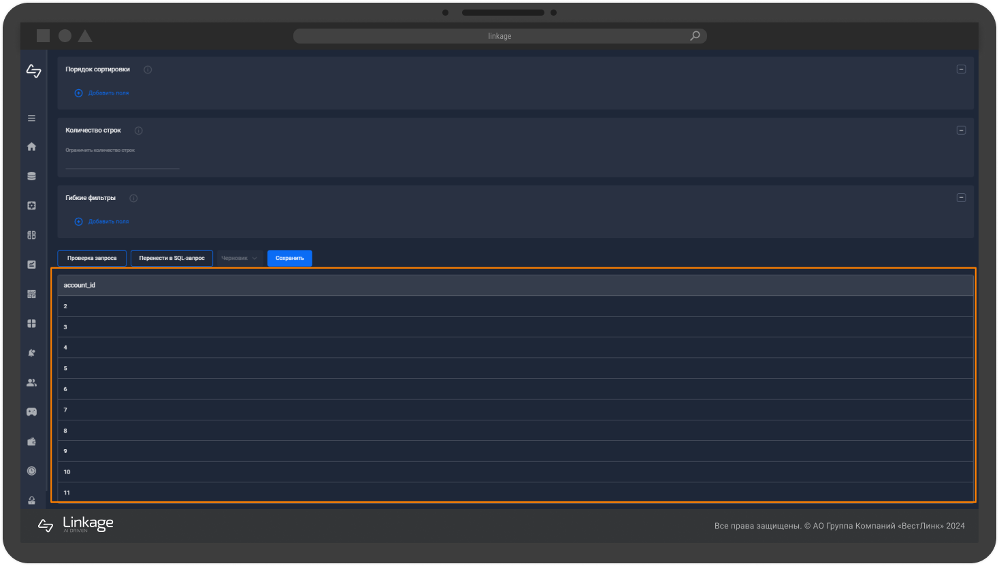 linkage
Порядок сортировки
Добавить поля
Количество строк
Ограничить количество строк
Гибкие фильтры
Добавить поля
Проверка запроса Перенести в SQL-запрос Черновик Сохранить
account_id
2
3
4
5
6
7
8
9
10
11
Linkage
AI DRIVEN
Все права защищены. © АО Группа Компаний «ВестЛинк» 2024